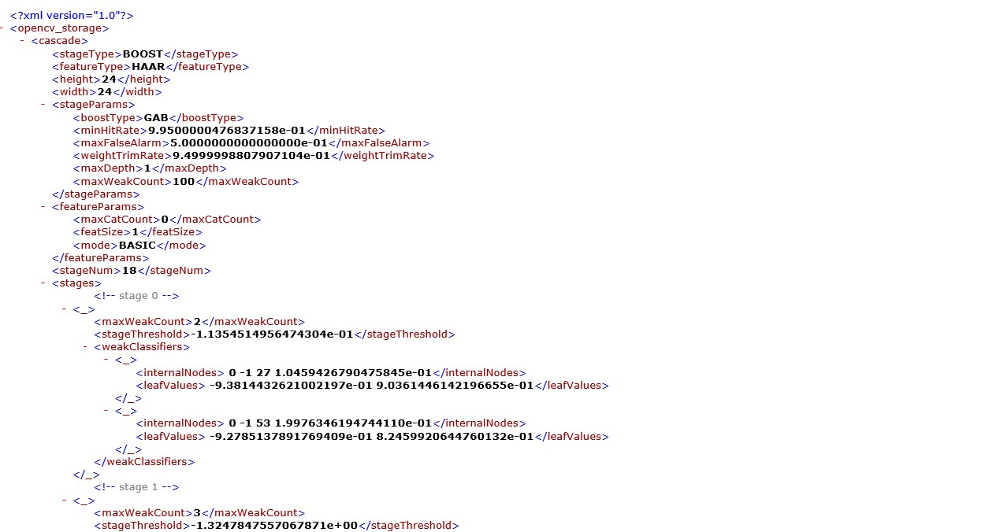 <?xml version="1.0"?>
- <opencv_storage>
- <cascade>
<stageType>BOOST</stageType>
<featureType>HAAR</featureType>
<height>24</height>
<width>24</width>
- <stageParams>
<boostType>GAB</boostType>
<minHitRate>9.9500000476837158e-01</minHitRate>
<maxFalseAlarm>5.0000000000000000e-01</maxFalseAlarm>
<weightTrimRate>9.4999998807907104e-01</weightTrimRate>
<maxDepth>1</maxDepth>
<maxWeakCount>100</maxWeakCount>
</stageParams>
- <featureParams>
<maxCatCount>0</maxCatCount>
<featSize>1</featSize>
<mode>BASIC</mode>
</featureParams>
<stageNum>18</stageNum>
- <stages>
<!-- stage 0 -->
- <_>
<maxWeakCount>2</maxWeakCount>
<stageThreshold>-1.1354514956474304e-01</stageThreshold>
- <weakClassifiers>
- <_>
<internalNodes> 0 -1 27 1.0459426790475845e-01</internalNodes>
<leafValues> -9.3814432621002197e-01 9.0361446142196655e-01</leafValues>
</_>
- <_>
<internalNodes> 0 -1 53 1.9976346194744110e-01</internalNodes>
<leafValues> -9.2785137891769409e-01 8.2459920644760132e-01</leafValues>
</_>
</weakClassifiers>
</_>
<!-- stage 1 -->
- <_>
<maxWeakCount>3</maxWeakCount>
<stageThreshold>-1.3247847557067871e+00</stageThreshold>